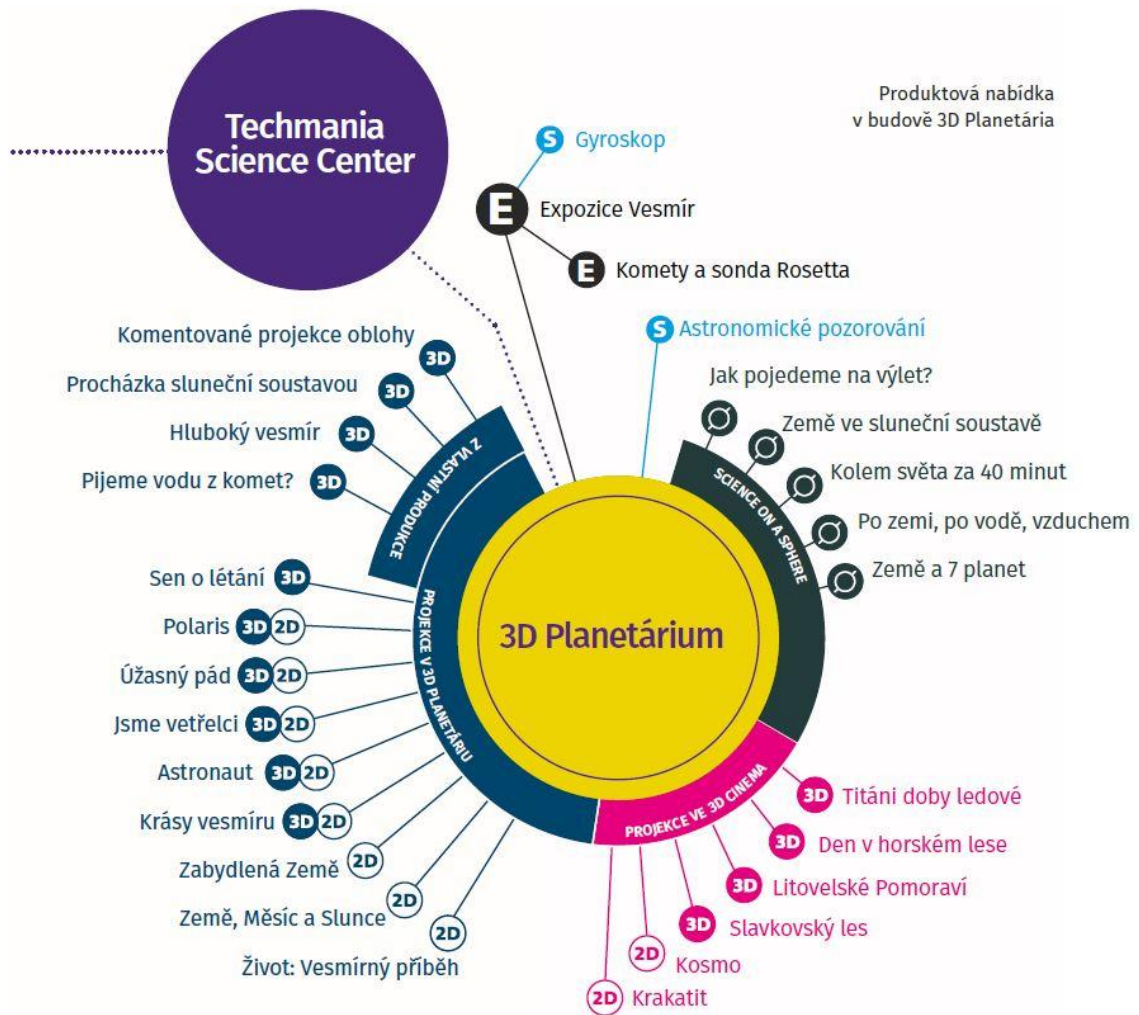 Techmania
Science Center
Produktová nabídka
v budově 3D Planetária
S Gyroskop
E Expozice Vesmír
E Komety a sonda Rosetta
S Astronomické pozorování
Komentované projekce oblohy 3D
Procházka sluneční soustavou 3D
Hluboký vesmír 3D
Pijeme vodu z komet? 3D
Z VLASTNÍ PRODUKCE
Sen o létání 3D
Polaris 3D 2D
Úžasný pád 3D 2D
Jsme vetřelci 3D 2D
Astronaut 3D 2D
Krásy vesmíru 3D 2D
Zabydlená Země 2D
Země, Měsíc a Slunce 2D
Život: Vesmírný příběh 2D
PROJEKCE V 3D PLANETÁRIU
3D Planetárium
Jak pojedeme na výlet?
Země ve sluneční soustavě
Kolem světa za 40 minut
Po zemi, po vodě, vzduchem
Země a 7 planet
SCIENCE ON A SPHERE
PROJEKCE VE 3D CINEMA
3D Titáni doby ledové
3D Den v horském lese
3D Litovelské Pomoraví
3D Slavkovský les
2D Kosmo
2D Krakatit